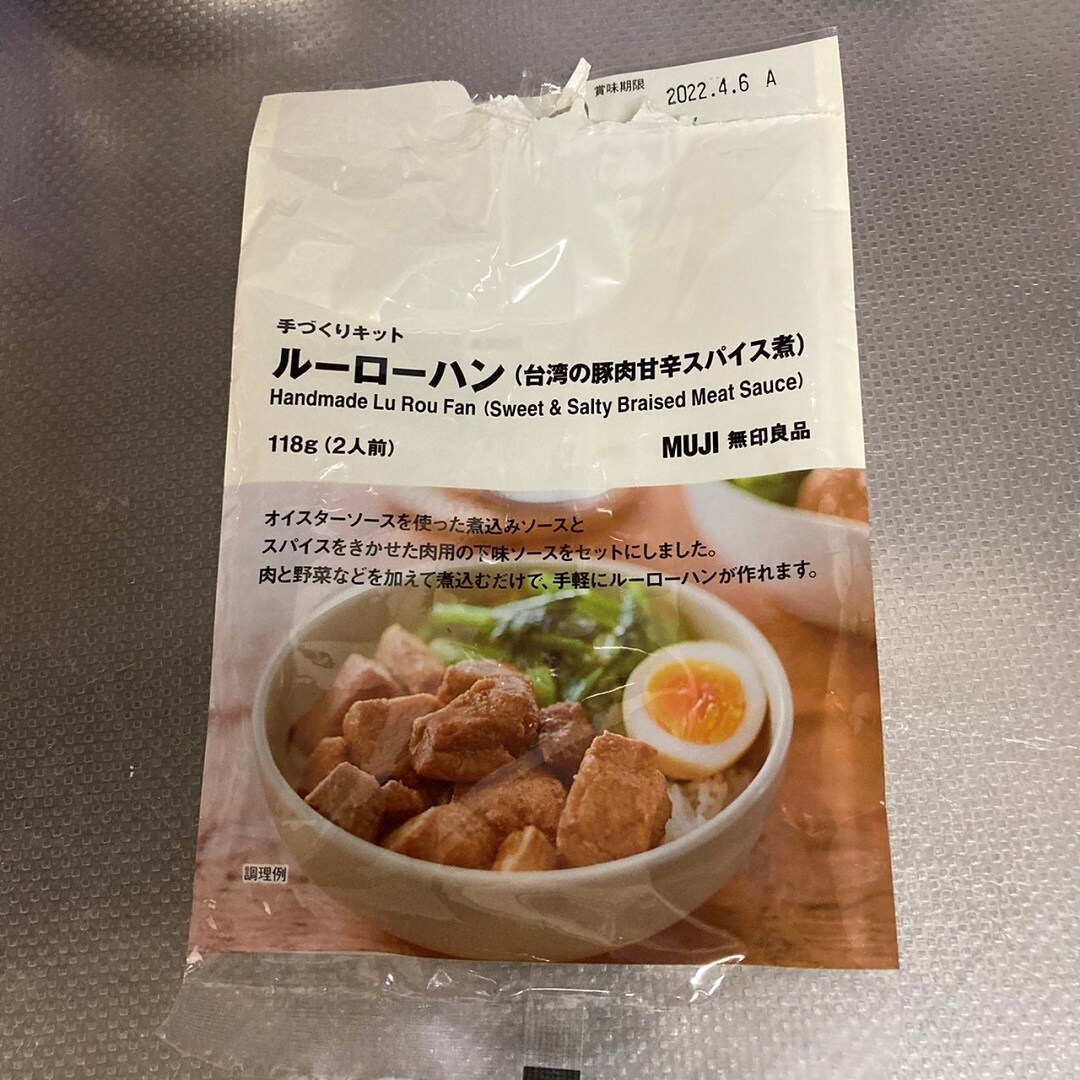 賞味期限 2022.4.6 A
手づくりキット
ルーローハン（台湾の豚肉甘辛スパイス煮）
Handmade Lu Rou Fan（Sweet & Salty Braised Meat Sauce）
118g（2人前）
MUJI 無印良品
オイスターソースを使った煮込みソースと
スパイスをきかせた肉用の下味ソースをセットにしました。
肉と野菜などを加えて煮込むだけで、手軽にルーローハンが作れます。
調理例